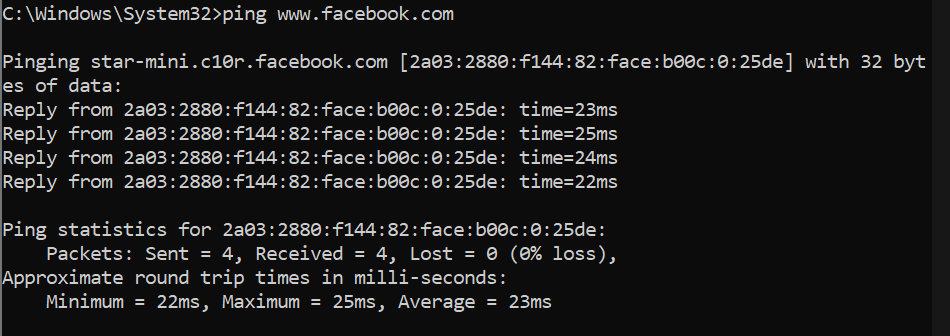 C:\Windows\System32>ping www.facebook.com
Pinging star-mini.c10r.facebook.com [2a03:2880:f144:82:face:b00c:0:25de] with 32 byt
es of data:
Reply from 2a03:2880:f144:82:face:b00c:0:25de: time=23ms
Reply from 2a03:2880:f144:82:face:b00c:0:25de: time=25ms
Reply from 2a03:2880:f144:82:face:b00c:0:25de: time=24ms
Reply from 2a03:2880:f144:82:face:b00c:0:25de: time=22ms
Ping statistics for 2a03:2880:f144:82:face:b00c:0:25de:
    Packets: Sent = 4, Received = 4, Lost = 0 (0% loss),
Approximate round trip times in milli-seconds:
    Minimum = 22ms, Maximum = 25ms, Average = 23ms